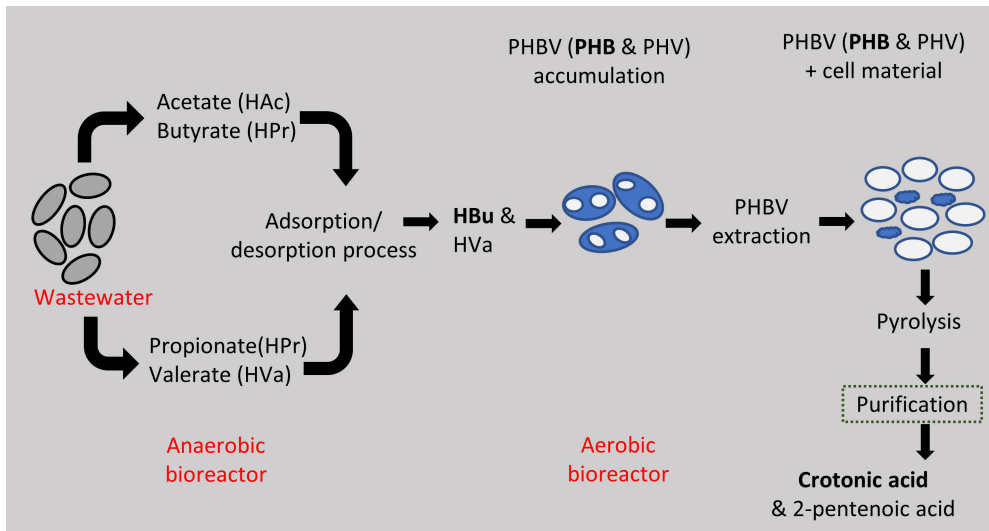 PHBV (PHB & PHV)
accumulation
PHBV (PHB & PHV)
+ cell material
Acetate (HAc)
Butyrate (HPr)
Adsorption/
desorption process
HBu &
HVa
PHBV
extraction
Wastewater
Propionate(HPr)
Valerate (HVa)
Pyrolysis
Purification
Anaerobic
bioreactor
Aerobic
bioreactor
Crotonic acid
& 2-pentenoic acid